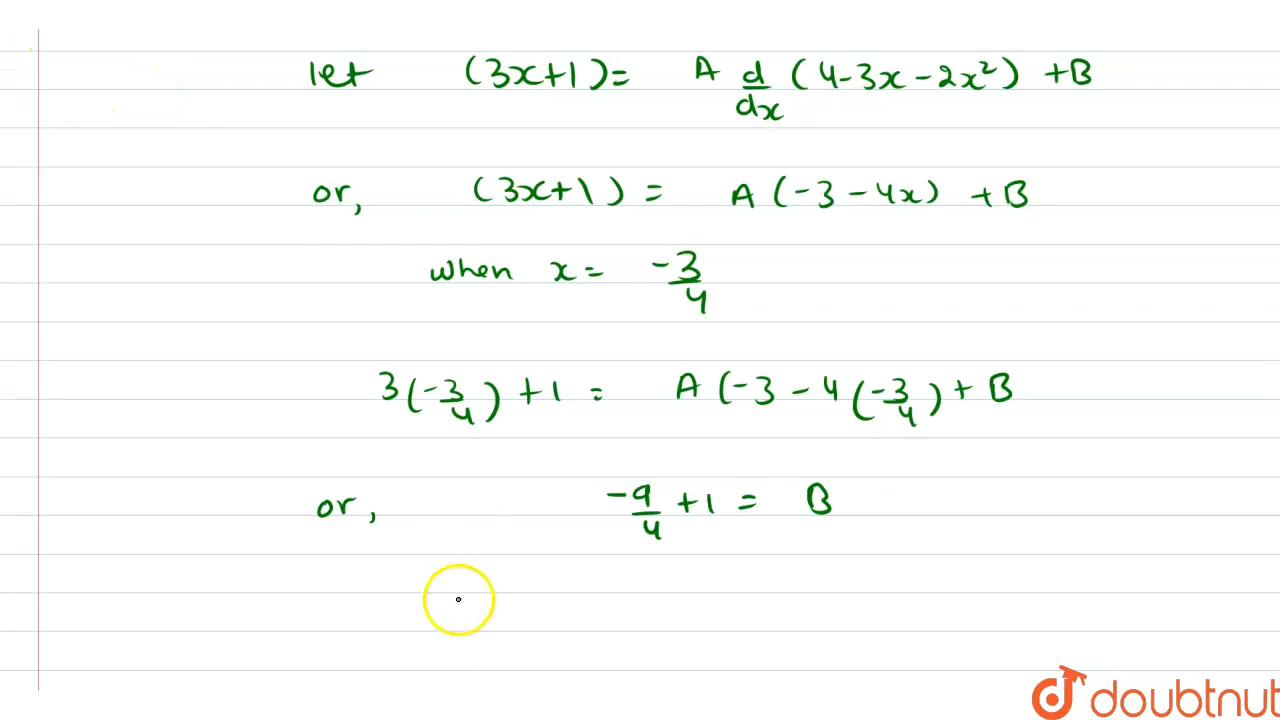 let (3x+1)= A d/dx (4-3x-2x²) +B
or, (3x+1) = A (-3-4x) +B
when x= -3/4
3(-3/4)+1 = A (-3-4(-3/4)+B
or, -9/4+1 = B
doubtnut